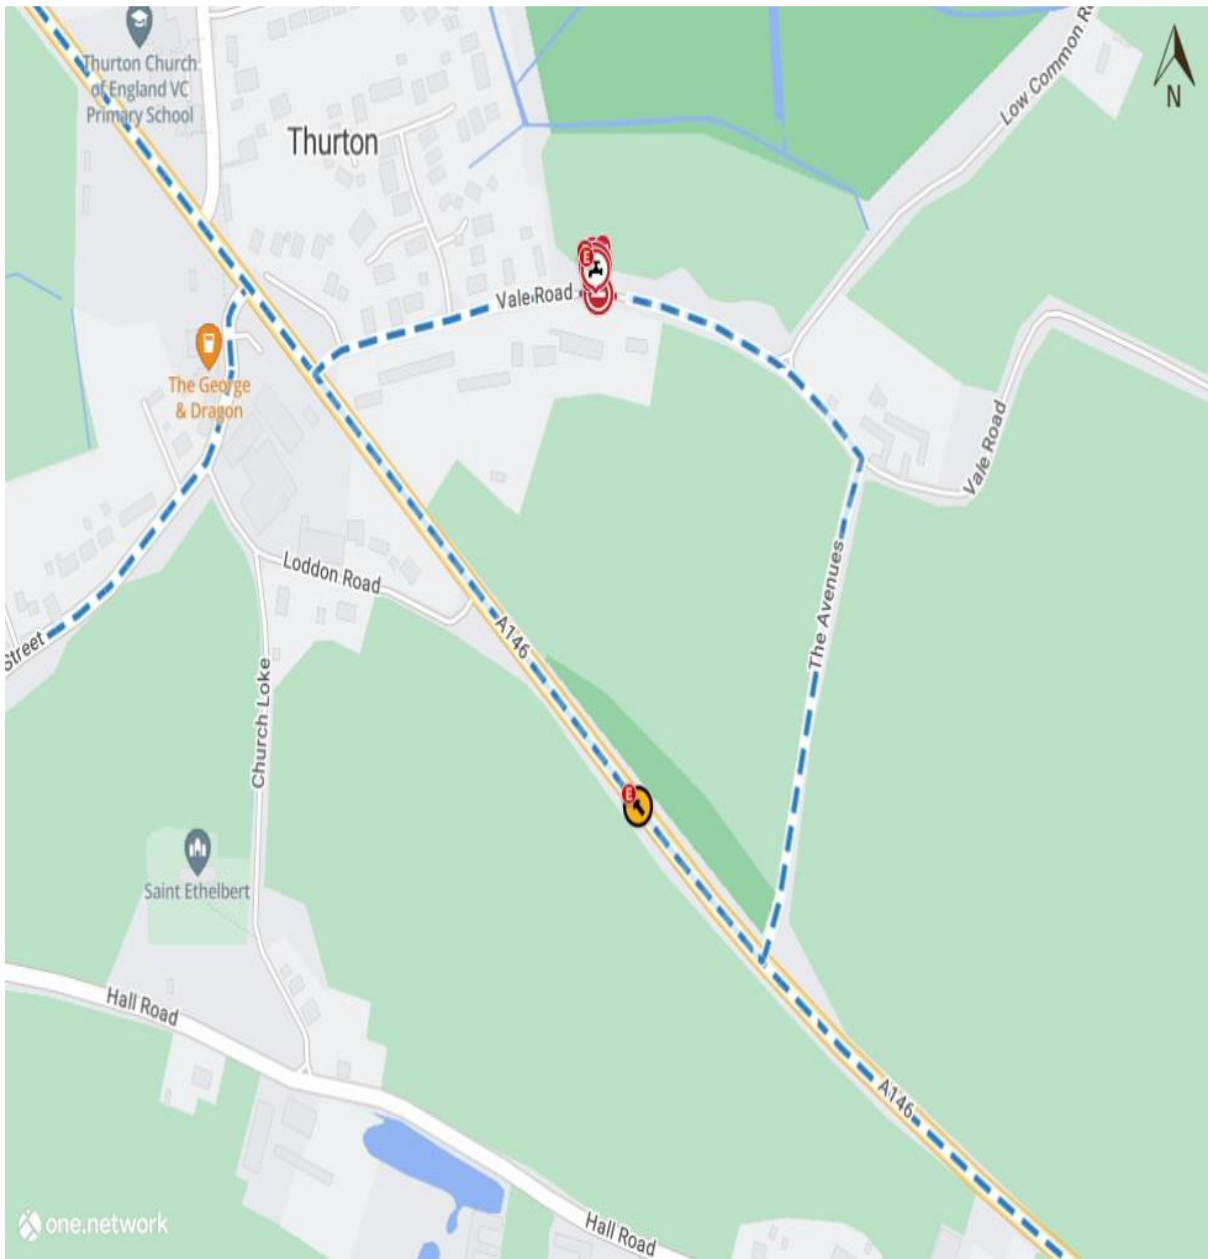 Thurton Church
of England VC
Primary School
Thurton
Low Common R
N
Vale Road
E
The George
& Dragon
Vale Road
Loddon Road
The Avenues
Street
A146
Church Loke
E
Saint Ethelbert
Hall Road
A146
Hall Road
one.network